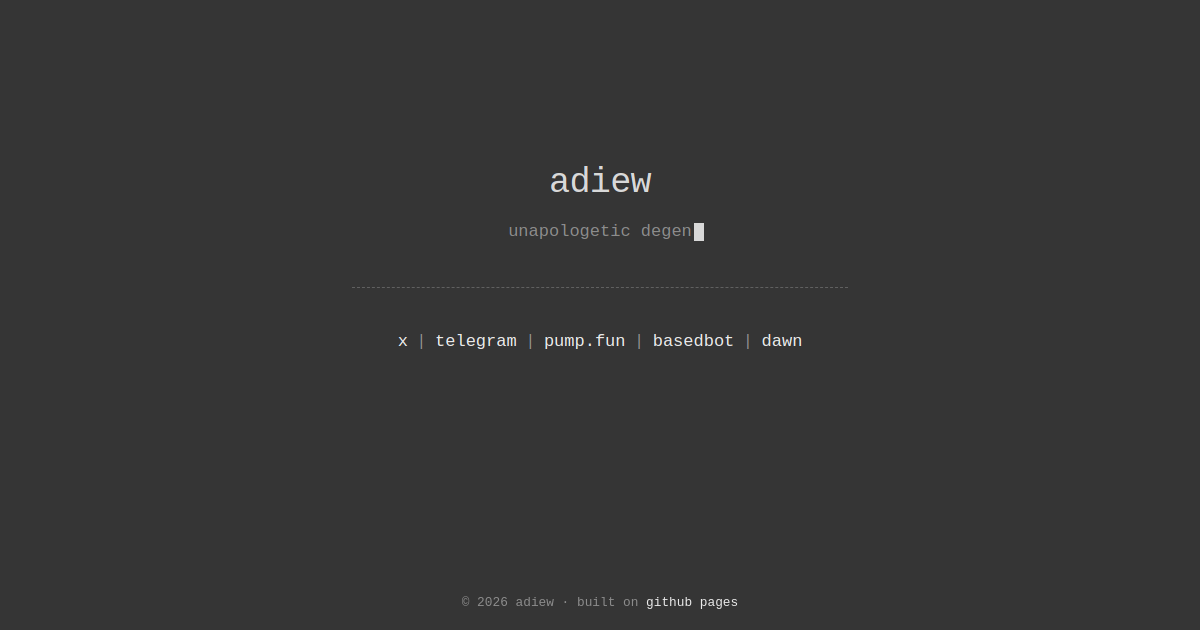 adiew
unapologetic degen
x | telegram | pump.fun | basedbot | dawn
© 2026 adiew · built on github pages